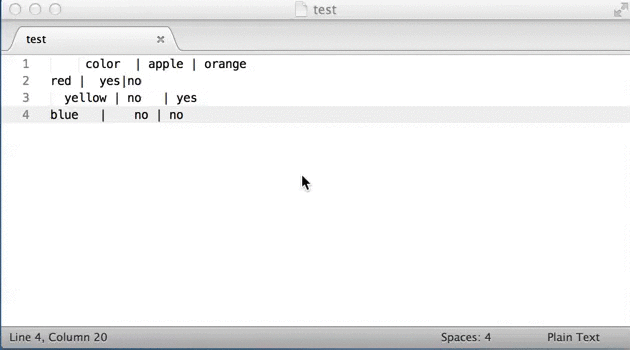 test
test
1      color  | apple | orange
2 red |  yes|no
3   yellow | no   | yes
4 blue   |    no | no
Line 4, Column 20    Spaces: 4    Plain Text